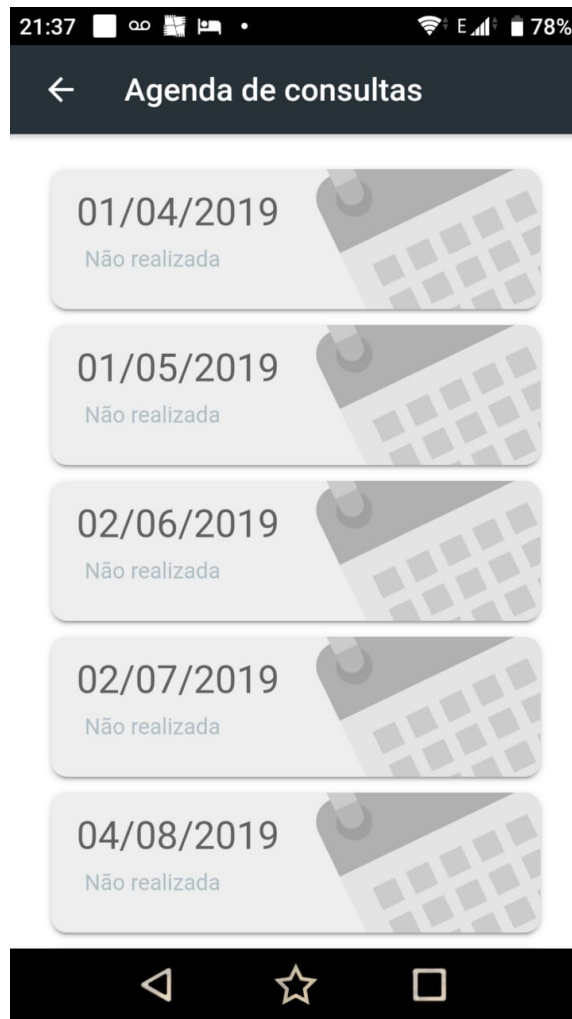 21:37 E 78%
Agenda de consultas
01/04/2019
Não realizada
01/05/2019
Não realizada
02/06/2019
Não realizada
02/07/2019
Não realizada
04/08/2019
Não realizada